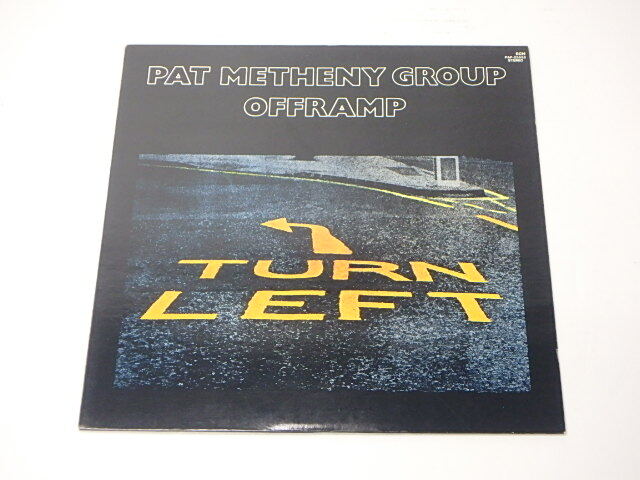 PAT METHENY GROUP
OFFRAMP
ECM
STEREO
TURN
LEFT